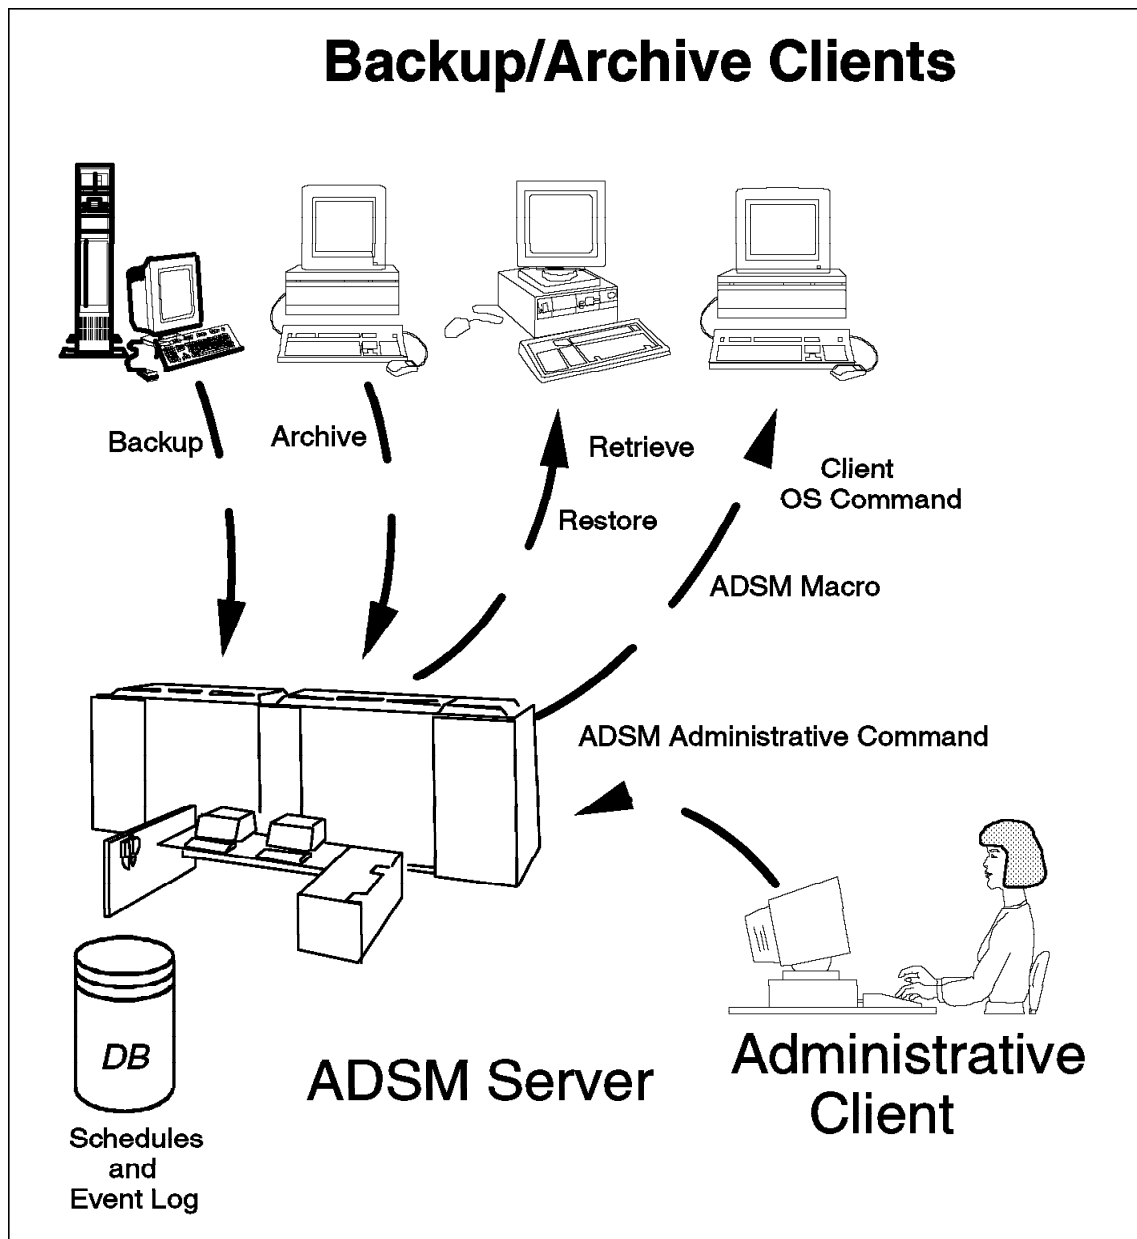 Backup/Archive Clients
Backup
Archive
Retrieve
Restore
Client
OS Command
ADSM Macro
ADSM Administrative Command
DB
Schedules
and
Event Log
ADSM Server
Administrative
Client